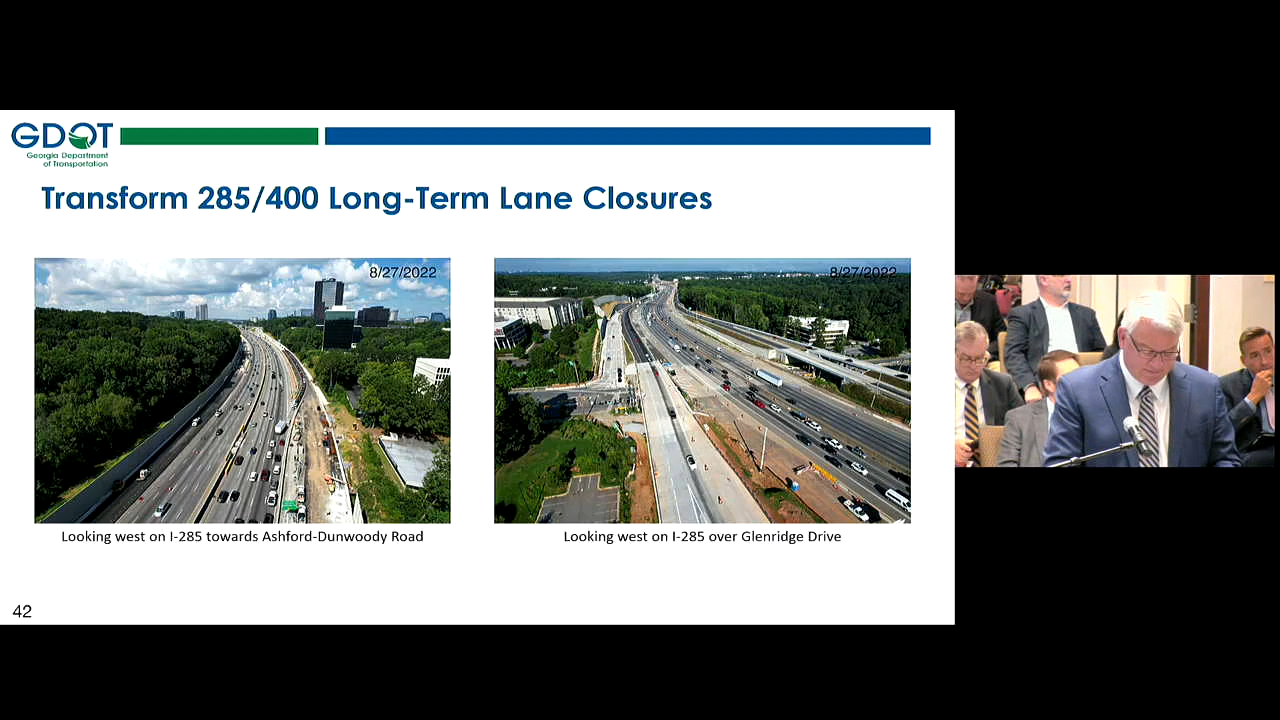 GDOT
Georgia Department
of Transportation
Transform 285/400 Long-Term Lane Closures
8/27/2022
8/27/2022
Looking west on I-285 towards Ashford-Dunwoody Road
Looking west on I-285 over Glenridge Drive
42